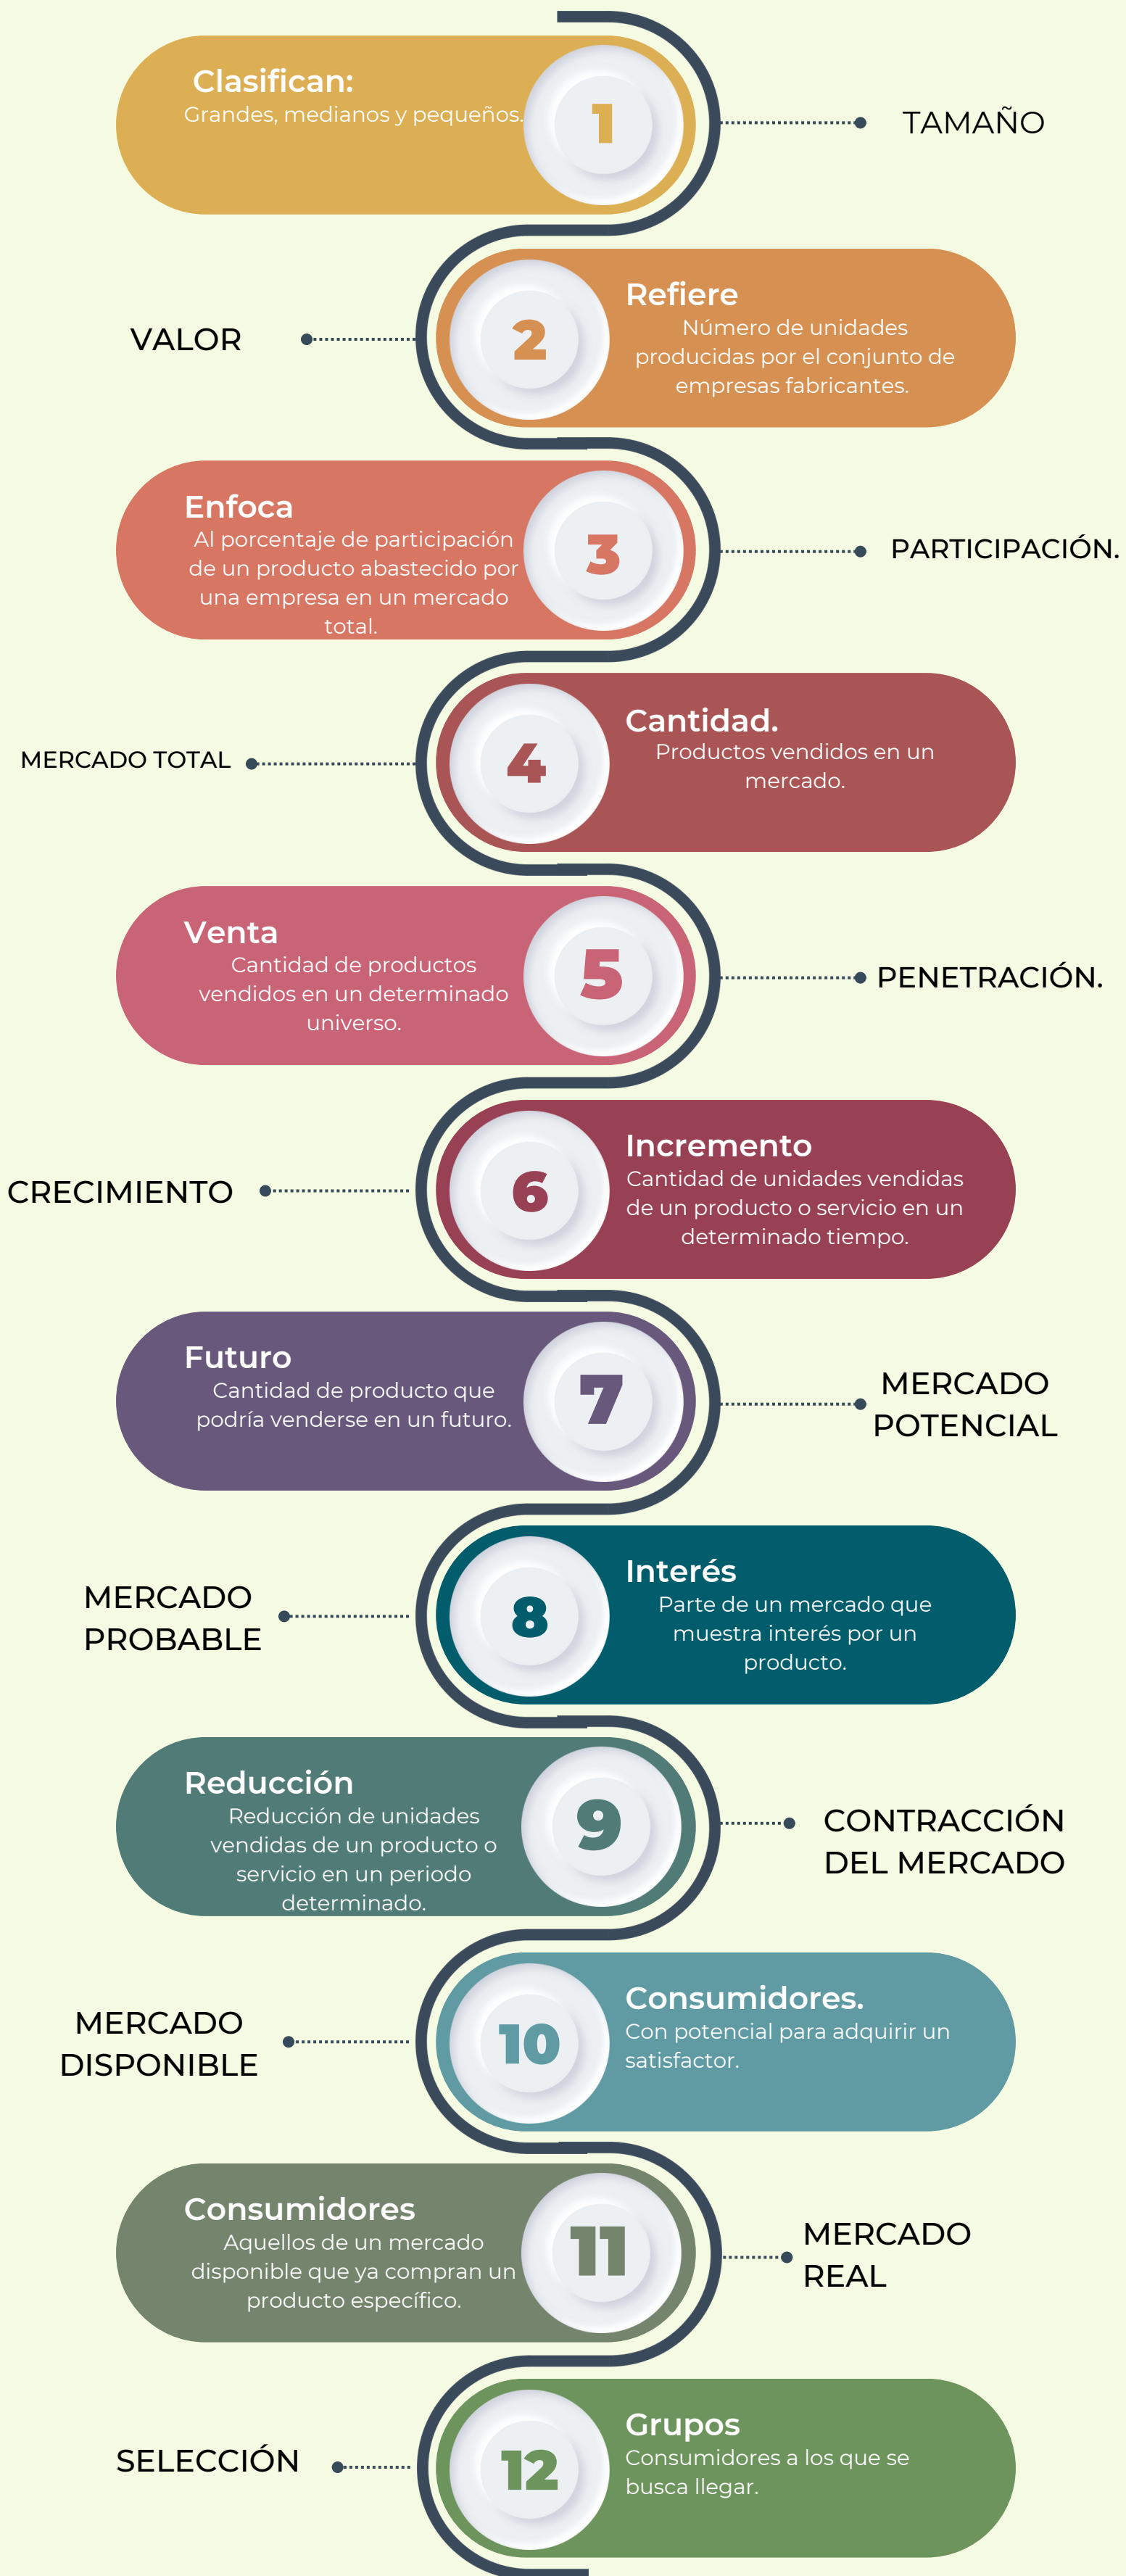 Clasifican:
Grandes, medianos y pequeños.
1
TAMAÑO
VALOR
2
Refiere
Número de unidades
producidas por el conjunto de
empresas fabricantes.
Enfoca
Al porcentaje de participación
de un producto abastecido por
una empresa en un mercado
total.
3
PARTICIPACIÓN.
MERCADO TOTAL
4
Cantidad.
Productos vendidos en un
mercado.
Venta
Cantidad de productos
vendidos en un determinado
universo.
5
PENETRACIÓN.
CRECIMIENTO
6
Incremento
Cantidad de unidades vendidas
de un producto o servicio en un
determinado tiempo.
Futuro
Cantidad de producto que
podría venderse en un futuro.
7
MERCADO
POTENCIAL
MERCADO
PROBABLE
8
Interés
Parte de un mercado que
muestra interés por un
producto.
Reducción
Reducción de unidades
vendidas de un producto o
servicio en un periodo
determinado.
9
CONTRACCIÓN
DEL MERCADO
MERCADO
DISPONIBLE
10
Consumidores.
Con potencial para adquirir un
satisfactor.
Consumidores
Aquellos de un mercado
disponible que ya compran un
producto específico.
11
MERCADO
REAL
SELECCIÓN
12
Grupos
Consumidores a los que se
busca llegar.